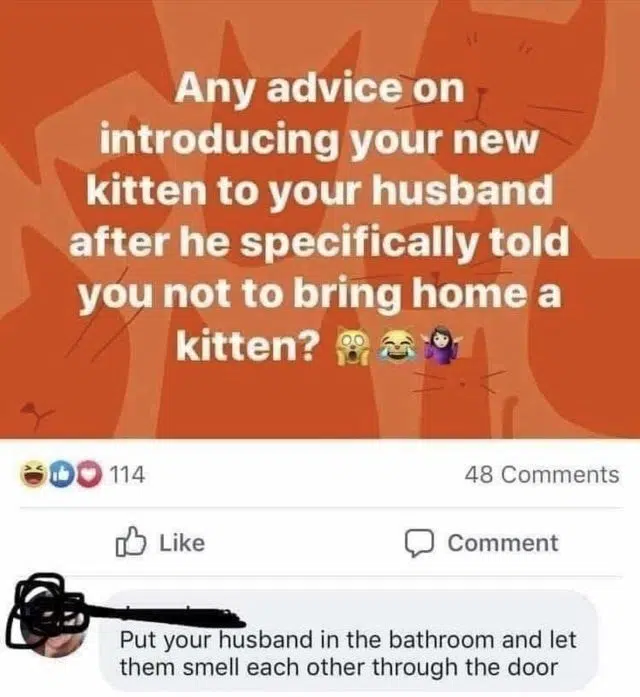 Any advice on
introducing your new
kitten to your husband
after he specifically told
you not to bring home a
kitten? 🙀😹🤷‍♀️
114
48 Comments
Like
Comment
Put your husband in the bathroom and let
them smell each other through the door